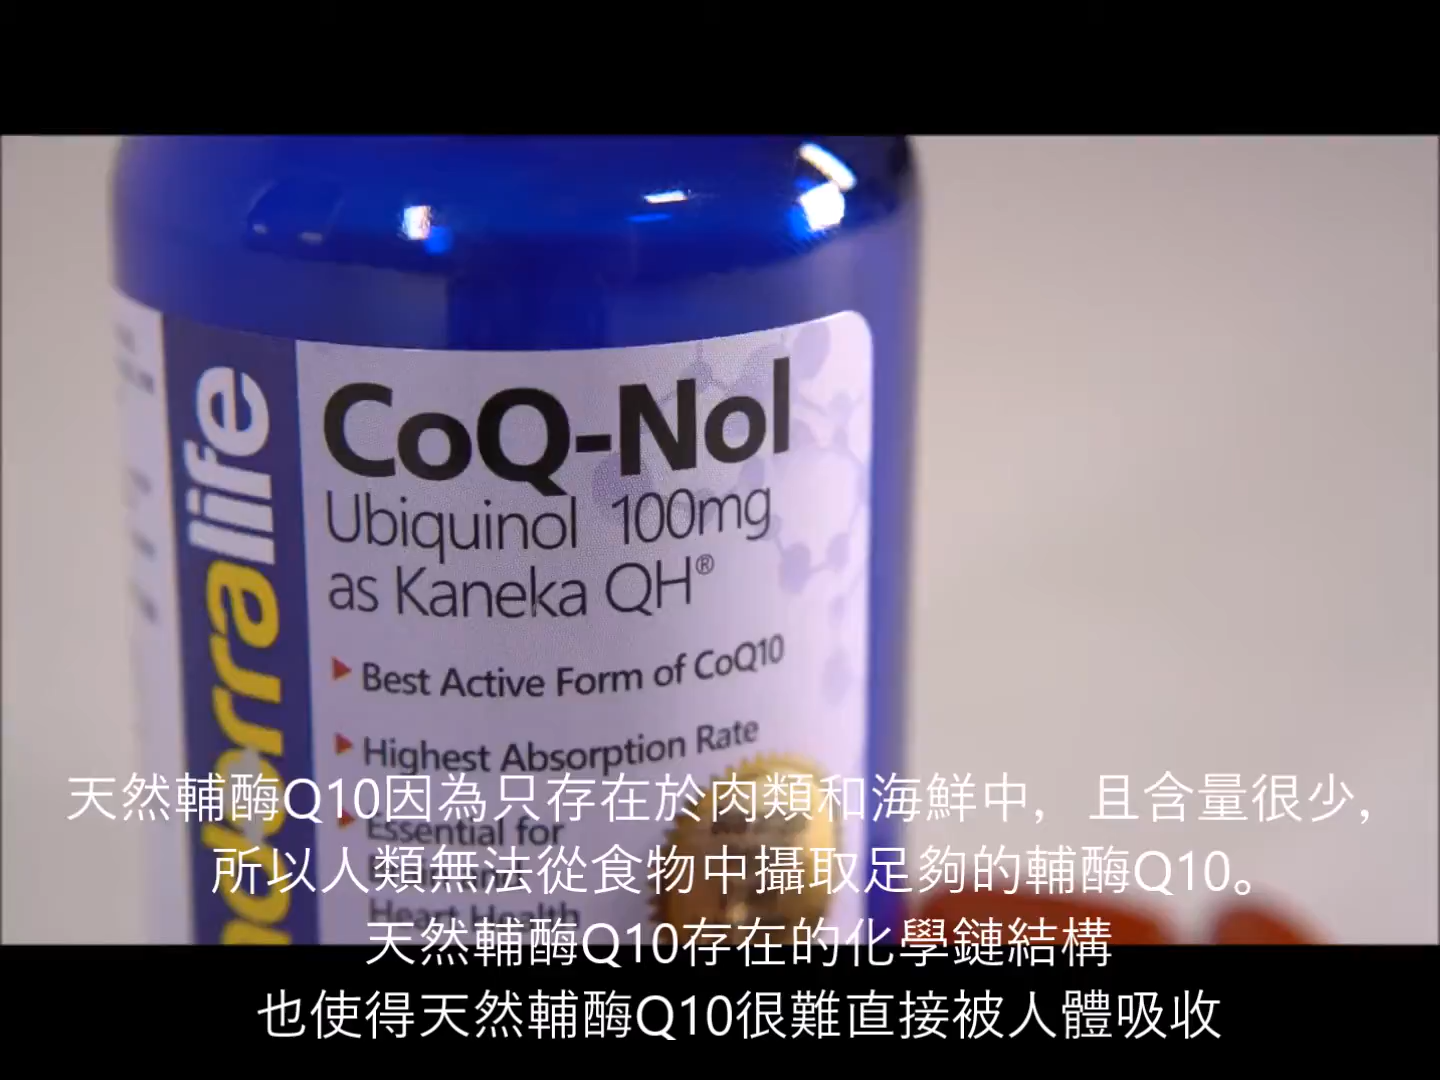 life
CoQ-Nol
Ubiquinol 100mg
as Kaneka QH®
Best Active Form of CoQ10
Highest Absorption Rate
Essential for
Heart Health
天然輔酶Q10因為只存在於肉類和海鮮中，且含量很少，
所以人類無法從食物中攝取足夠的輔酶Q10。
天然輔酶Q10存在的化學鏈結構
也使得天然輔酶Q10很難直接被人體吸收